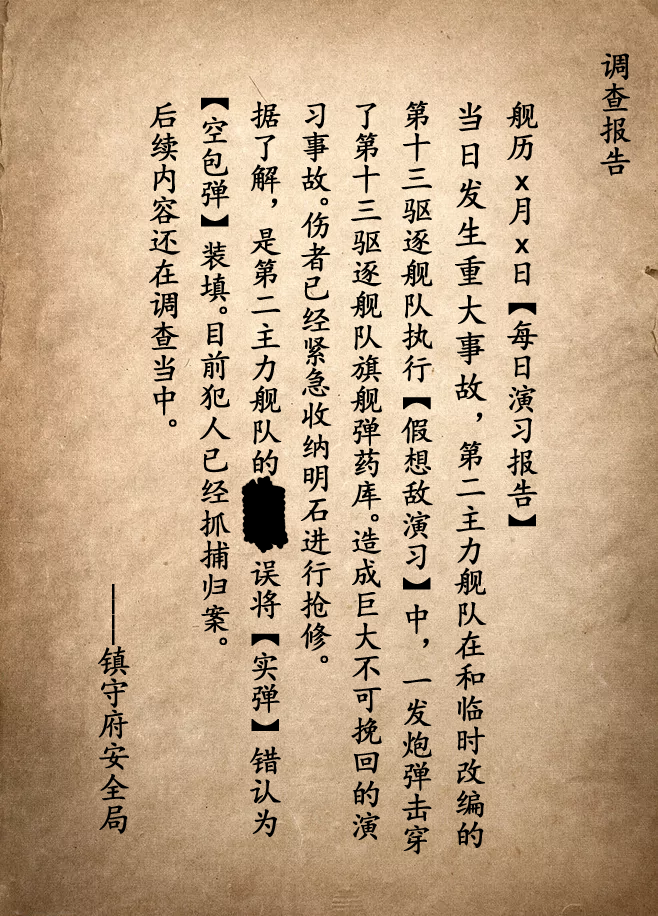 调查报告
舰历x月x日【每日演习报告】
当日发生重大事故，第二主力舰队在和临时改编的
第十三驱逐舰队执行【假想敌演习】中，一发炮弹击穿
了第十三驱逐舰队旗舰弹药库。造成巨大不可挽回的演
习事故。伤者已经紧急收纳明石进行抢修。
据了解，是第二主力舰队的误将【实弹】错认为
【空包弹】装填。目前犯人已经抓捕归案。
后续内容还在调查当中。
——镇守府安全局